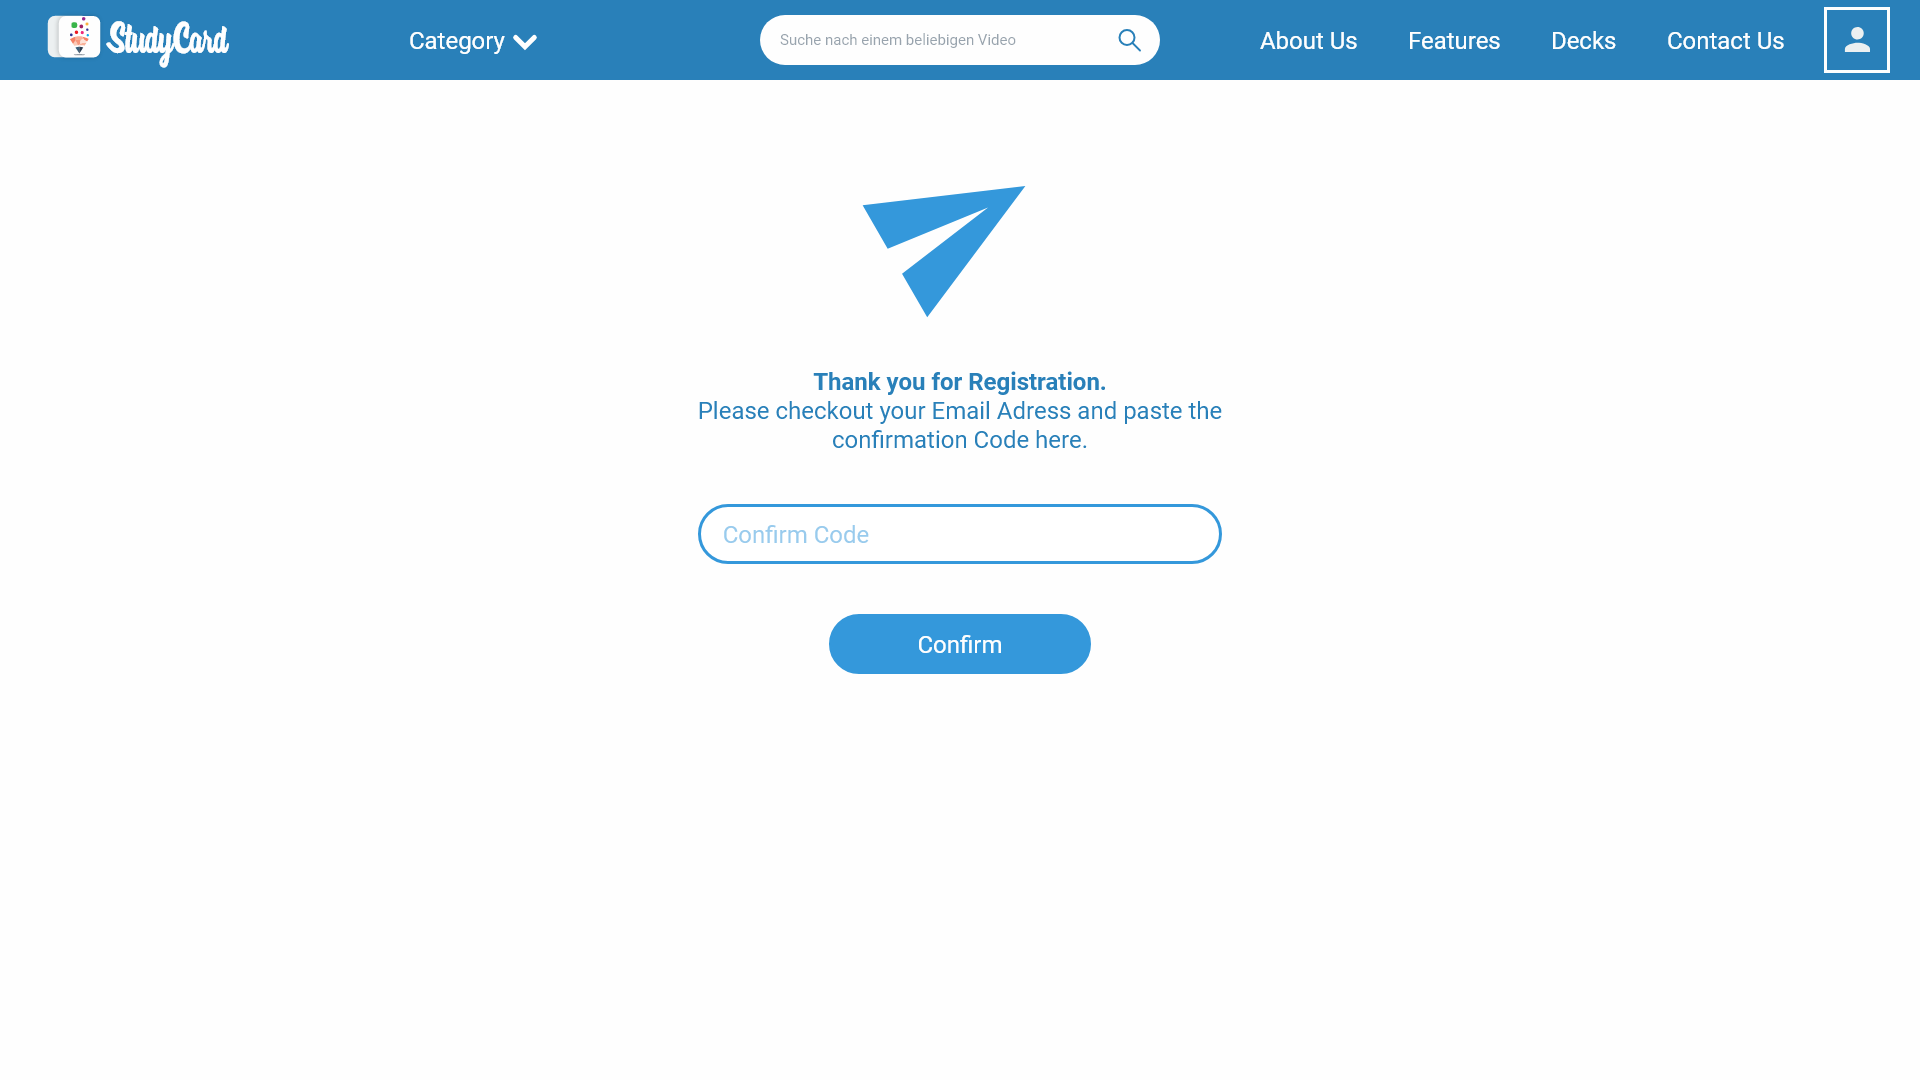 StudyCard
Category
Suche nach einem beliebigen Video
About Us
Features
Decks
Contact Us
Thank you for Registration.
Please checkout your Email Adress and paste the
confirmation Code here.
Confirm Code
Confirm